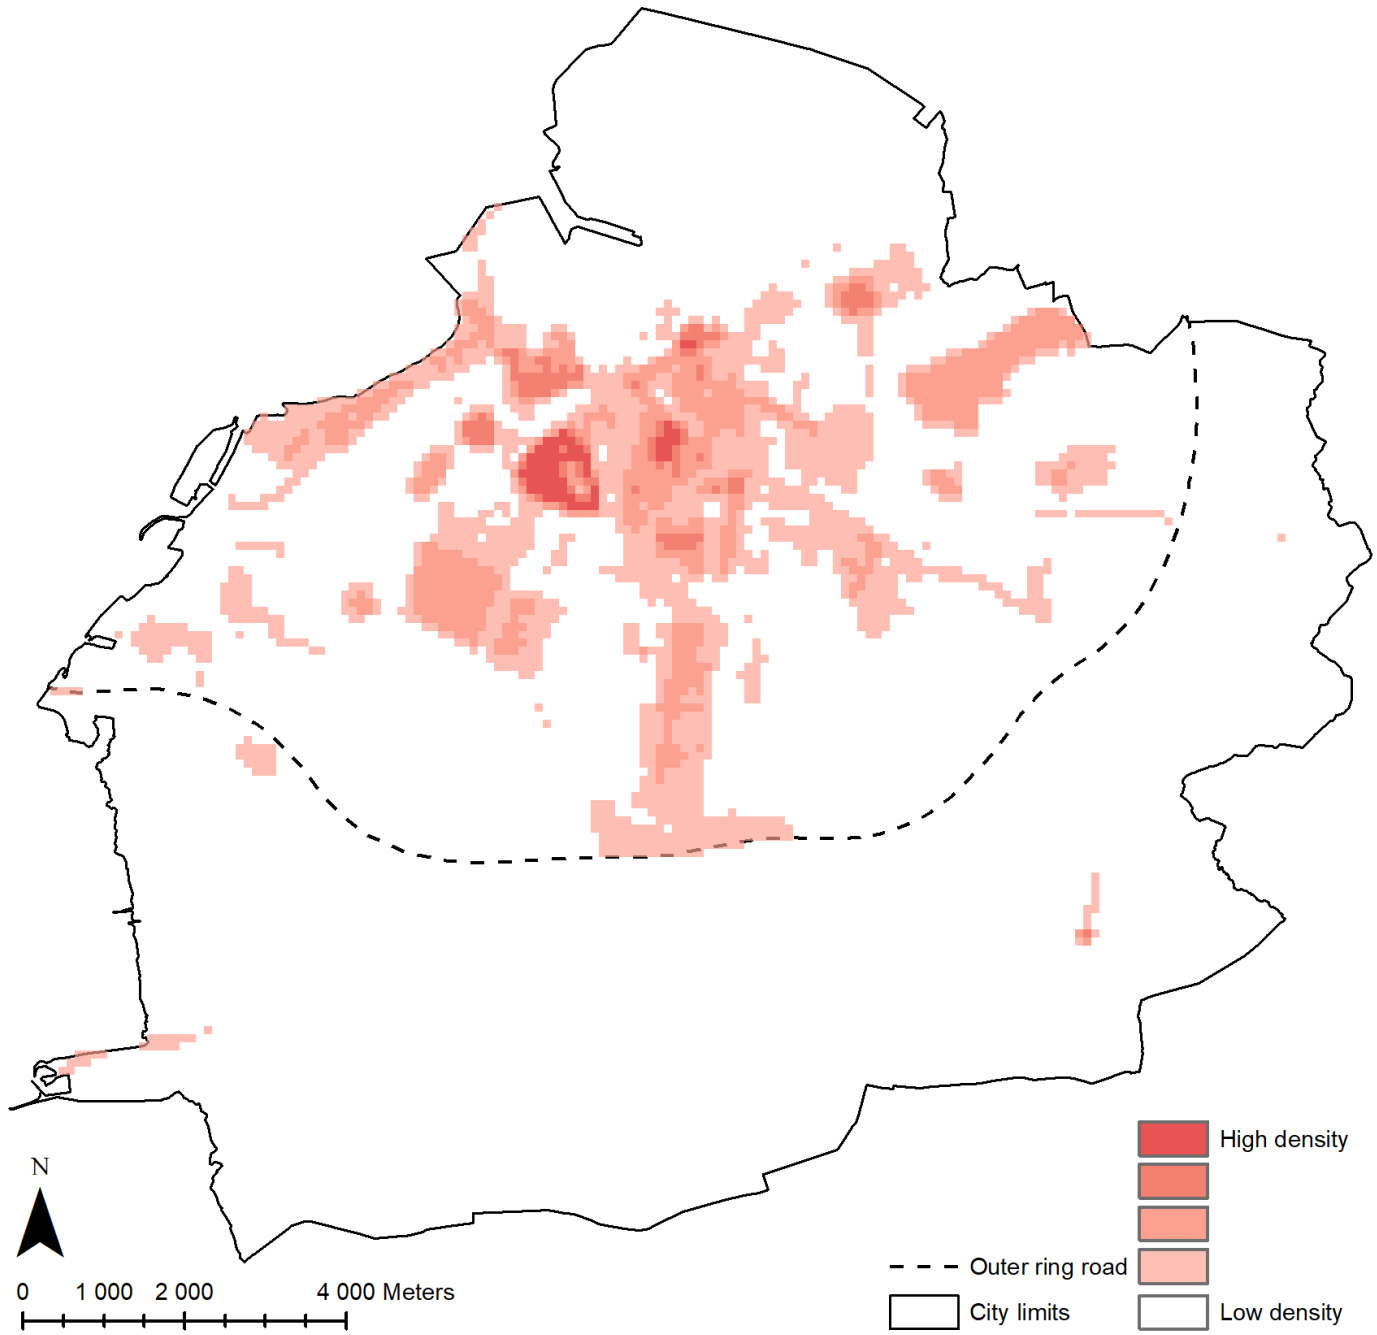 High density
N
Outer ring road
0 1 000 2 000 4 000 Meters
City limits
Low density